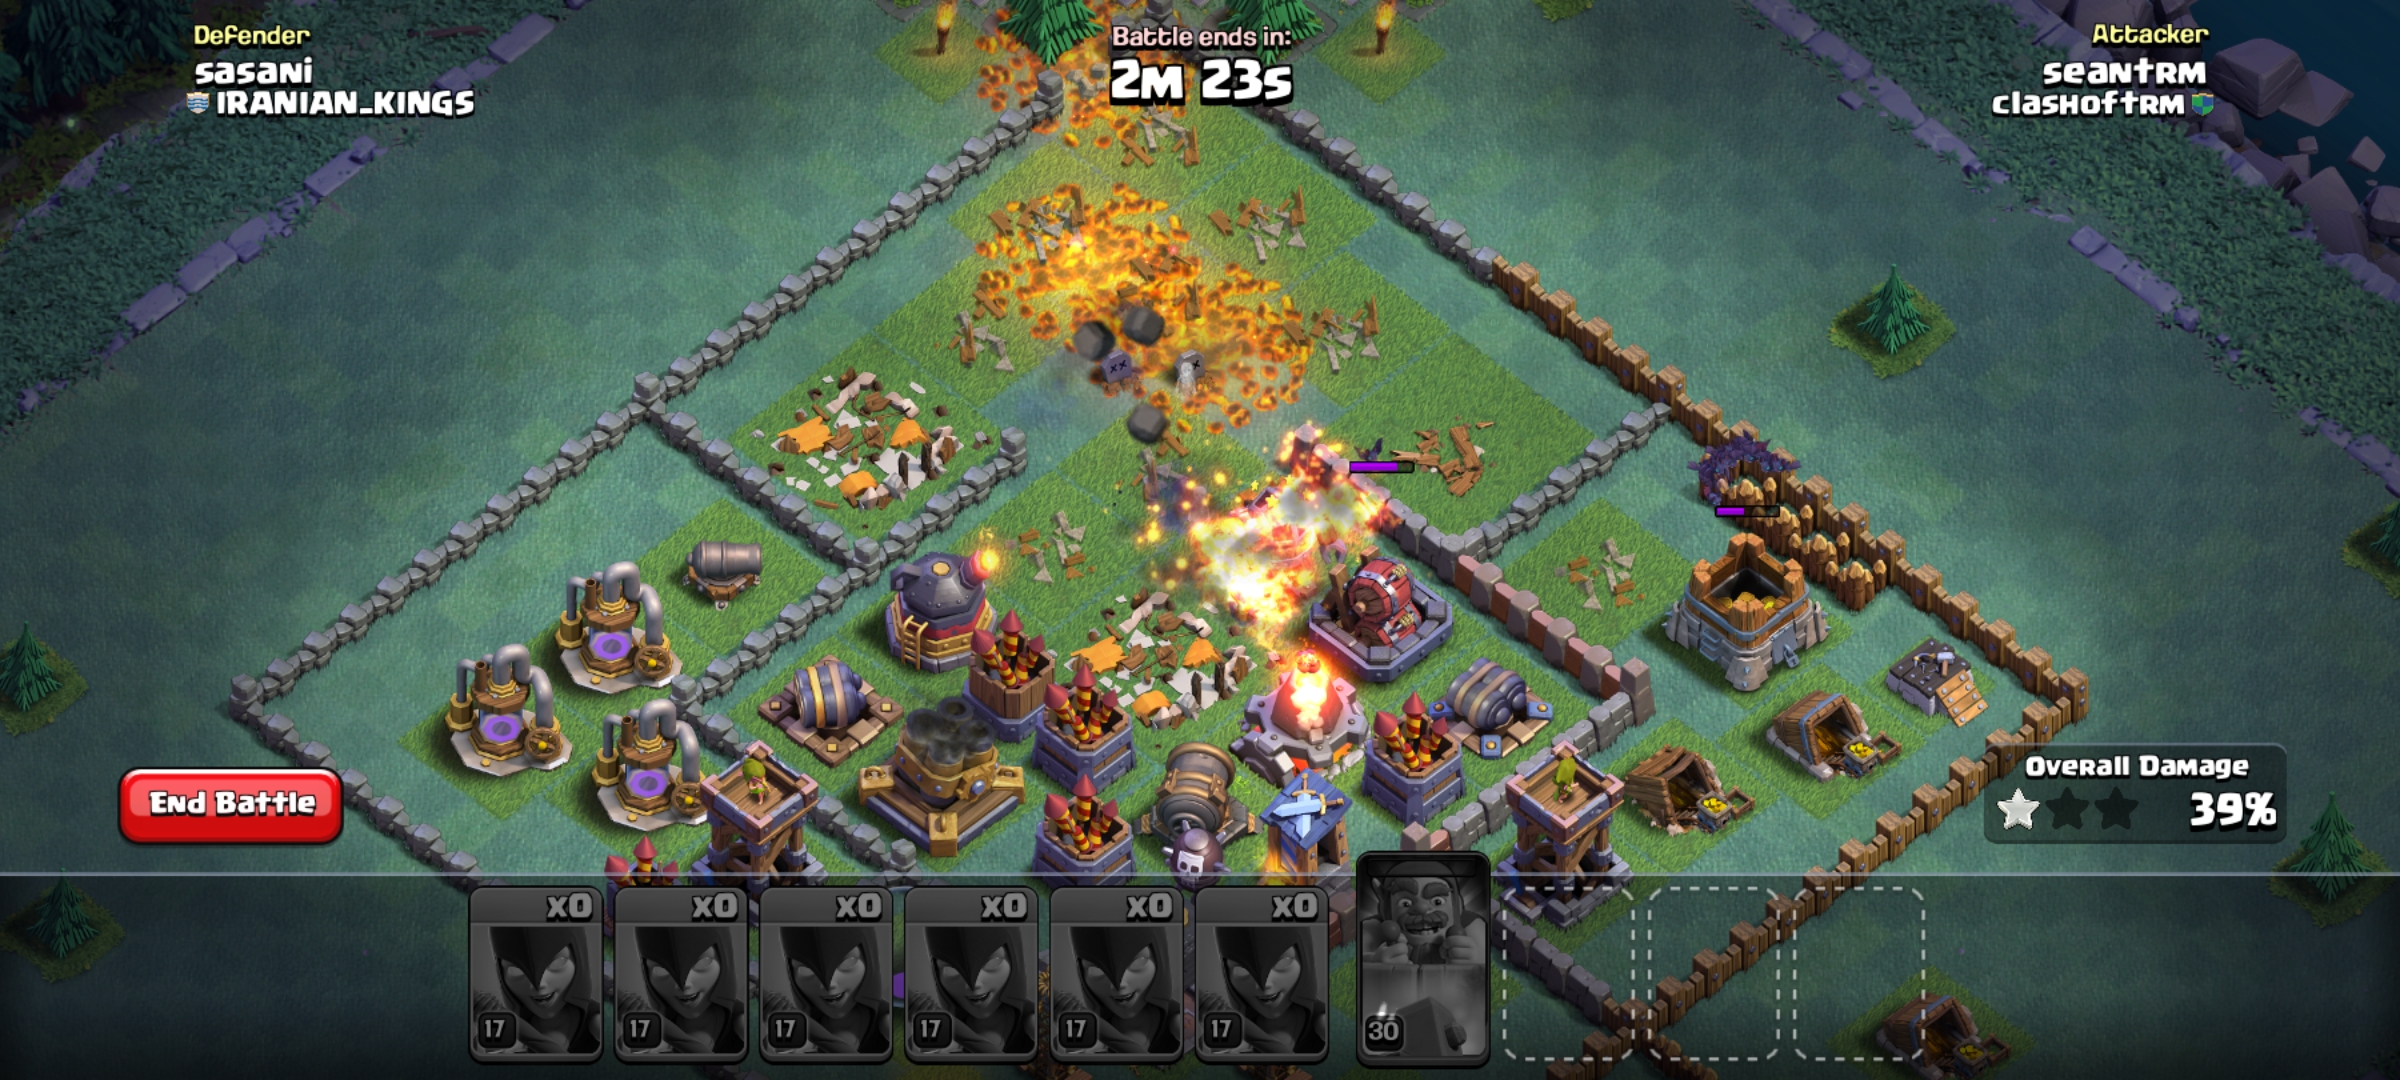 Defender
sasani
IRANIAN_KINGS
Battle ends in:
2M 23s
Attacker
seantRM
clashoftRM
End Battle
Overall Damage
39%
x0
x0
x0
x0
x0
x0
17
17
17
17
17
17
30